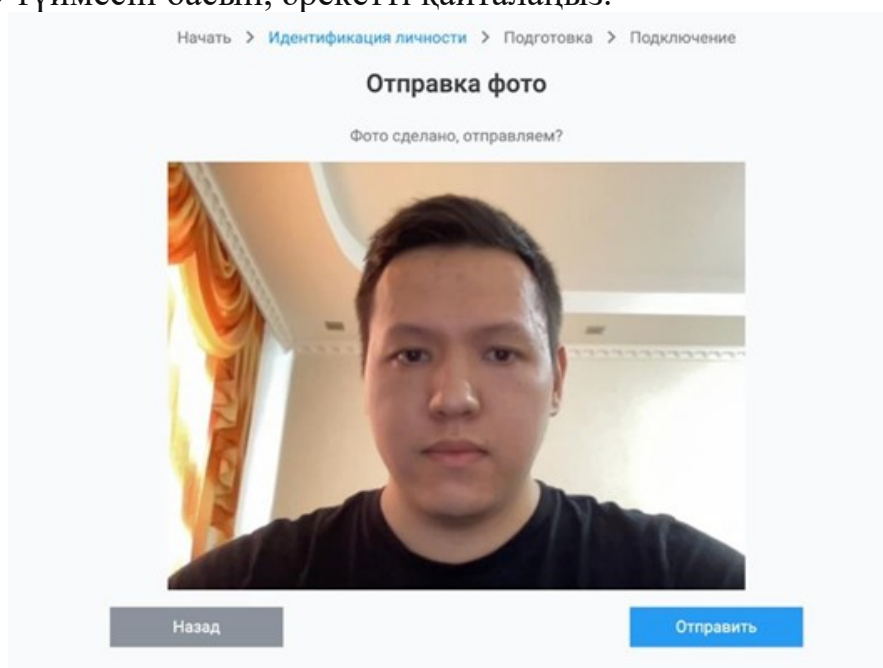 түймесін басып, әрекетті қайталаңыз.
Начать > Идентификация личности > Подготовка > Подключение
Отправка фото
Фото сделано, отправляем?
Назад
Отправить